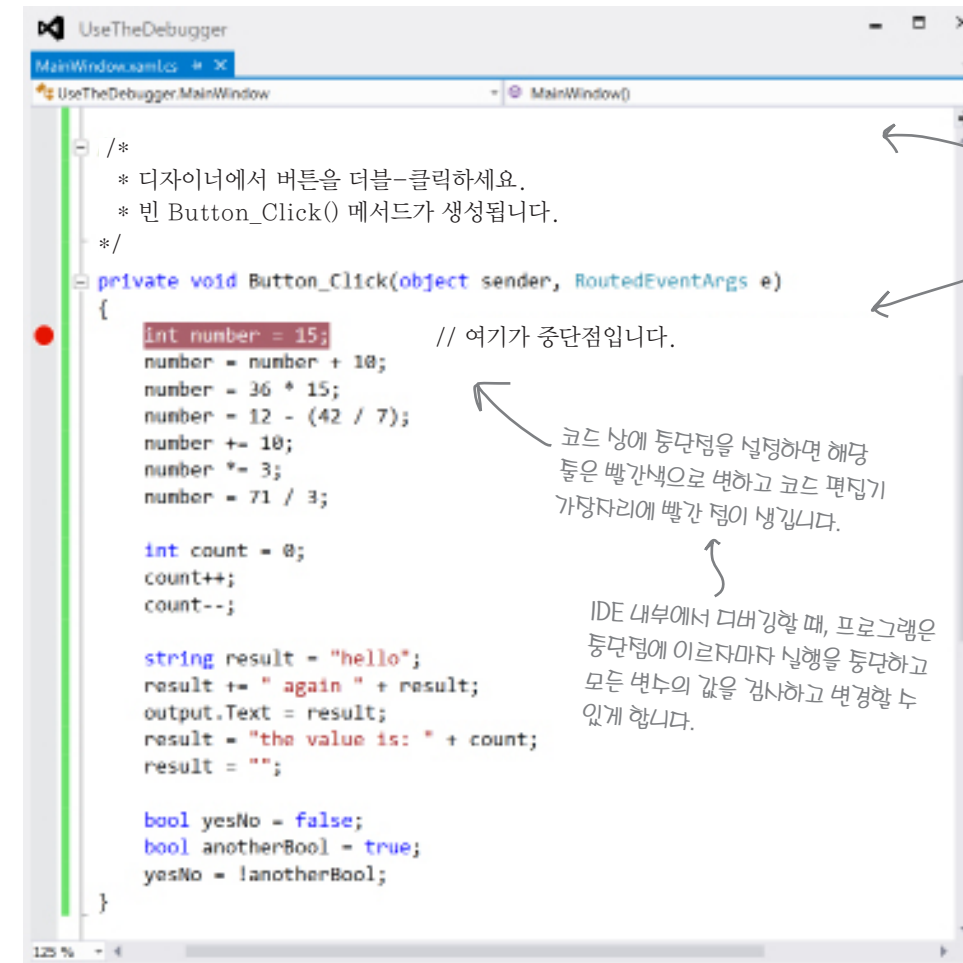 UseTheDebugger
MainWindow.xaml.cs
UseTheDebugger.MainWindow MainWindow()
/*
* 디자이너에서 버튼을 더블-클릭하세요.
* 빈 Button_Click() 메서드가 생성됩니다.
*/
private void Button_Click(object sender, RoutedEventArgs e)
{
int number = 15; // 여기가 중단점입니다.
number = number + 10;
number = 36 * 15;
number = 12 - (42 / 7);
number += 10;
number *= 3;
number = 71 / 3;
코드 상에 중단점을 설정하면 해당
줄은 빨간색으로 변하고 코드 편집기
가장자리에 빨간 점이 생깁니다.
int count = 0;
count++;
count--;
IDE 내부에서 디버깅할 때, 프로그램은
중단점에 이르자마자 실행을 중단하고
모든 변수의 값을 검사하고 변경할 수
있게 합니다.
string result = "hello";
result += " again " + result;
output.Text = result;
result = "the value is: " + count;
result = "";
bool yesNo = false;
bool anotherBool = true;
yesNo = !anotherBool;
}
125 %